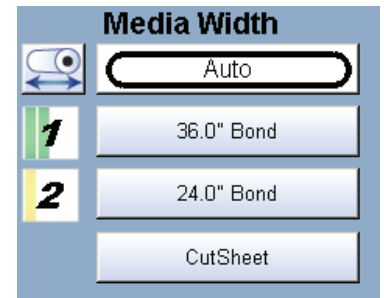 Media Width
Auto
1
36.0" Bond
2
24.0" Bond
CutSheet